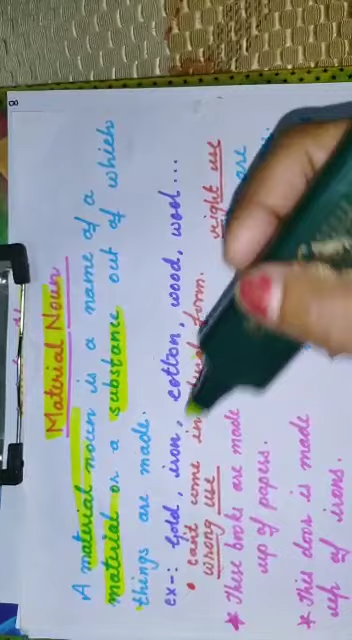 8
Material Noun
A material noun is a name of a
material or a substance out of which
things are made.
ex-: Gold, iron, cotton, wood, wool...
• can't come in form.
wrong use right use
* These books are made are
up of papers.
* This door is made
up of irons.